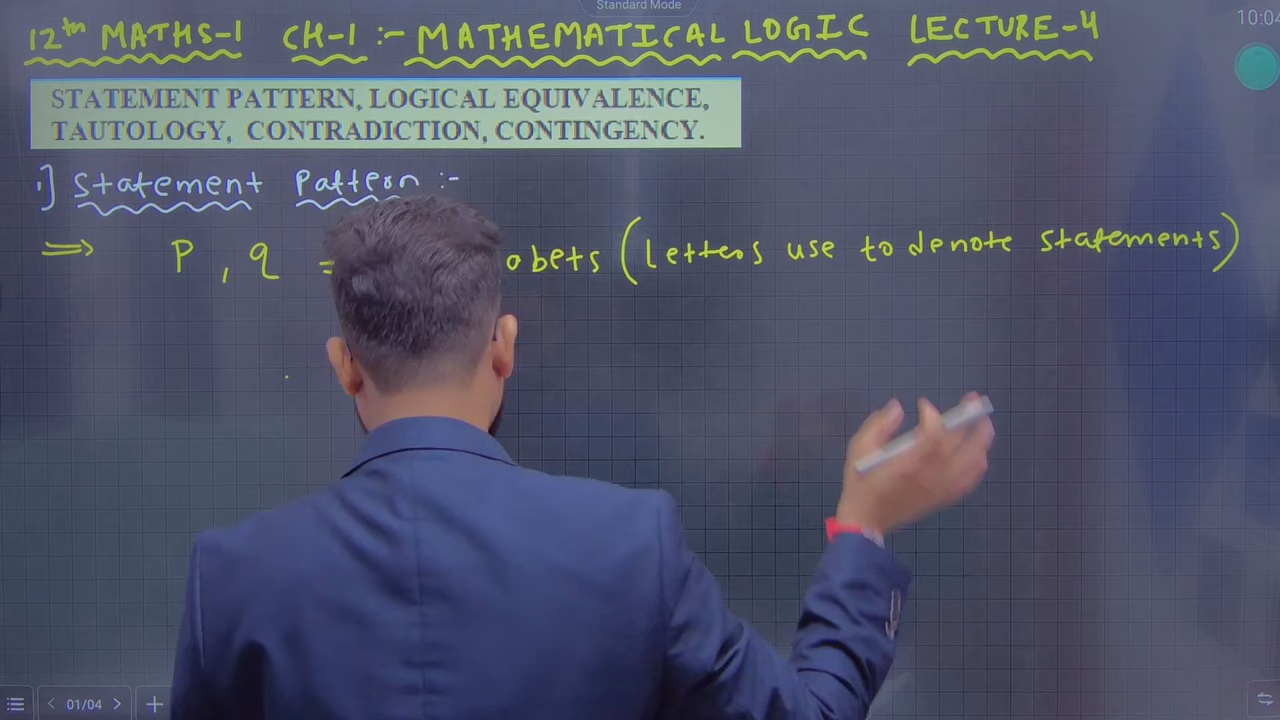 Standard Mode
10:04
12th MATHS-1 CH-1 :- MATHEMATICAL LOGIC LECTURE-4
STATEMENT PATTERN, LOGICAL EQUIVALENCE,
TAUTOLOGY, CONTRADICTION, CONTINGENCY.
1] Statement Pattern :-
⇒ P , q = abets (letters use to denote statements)
01/04